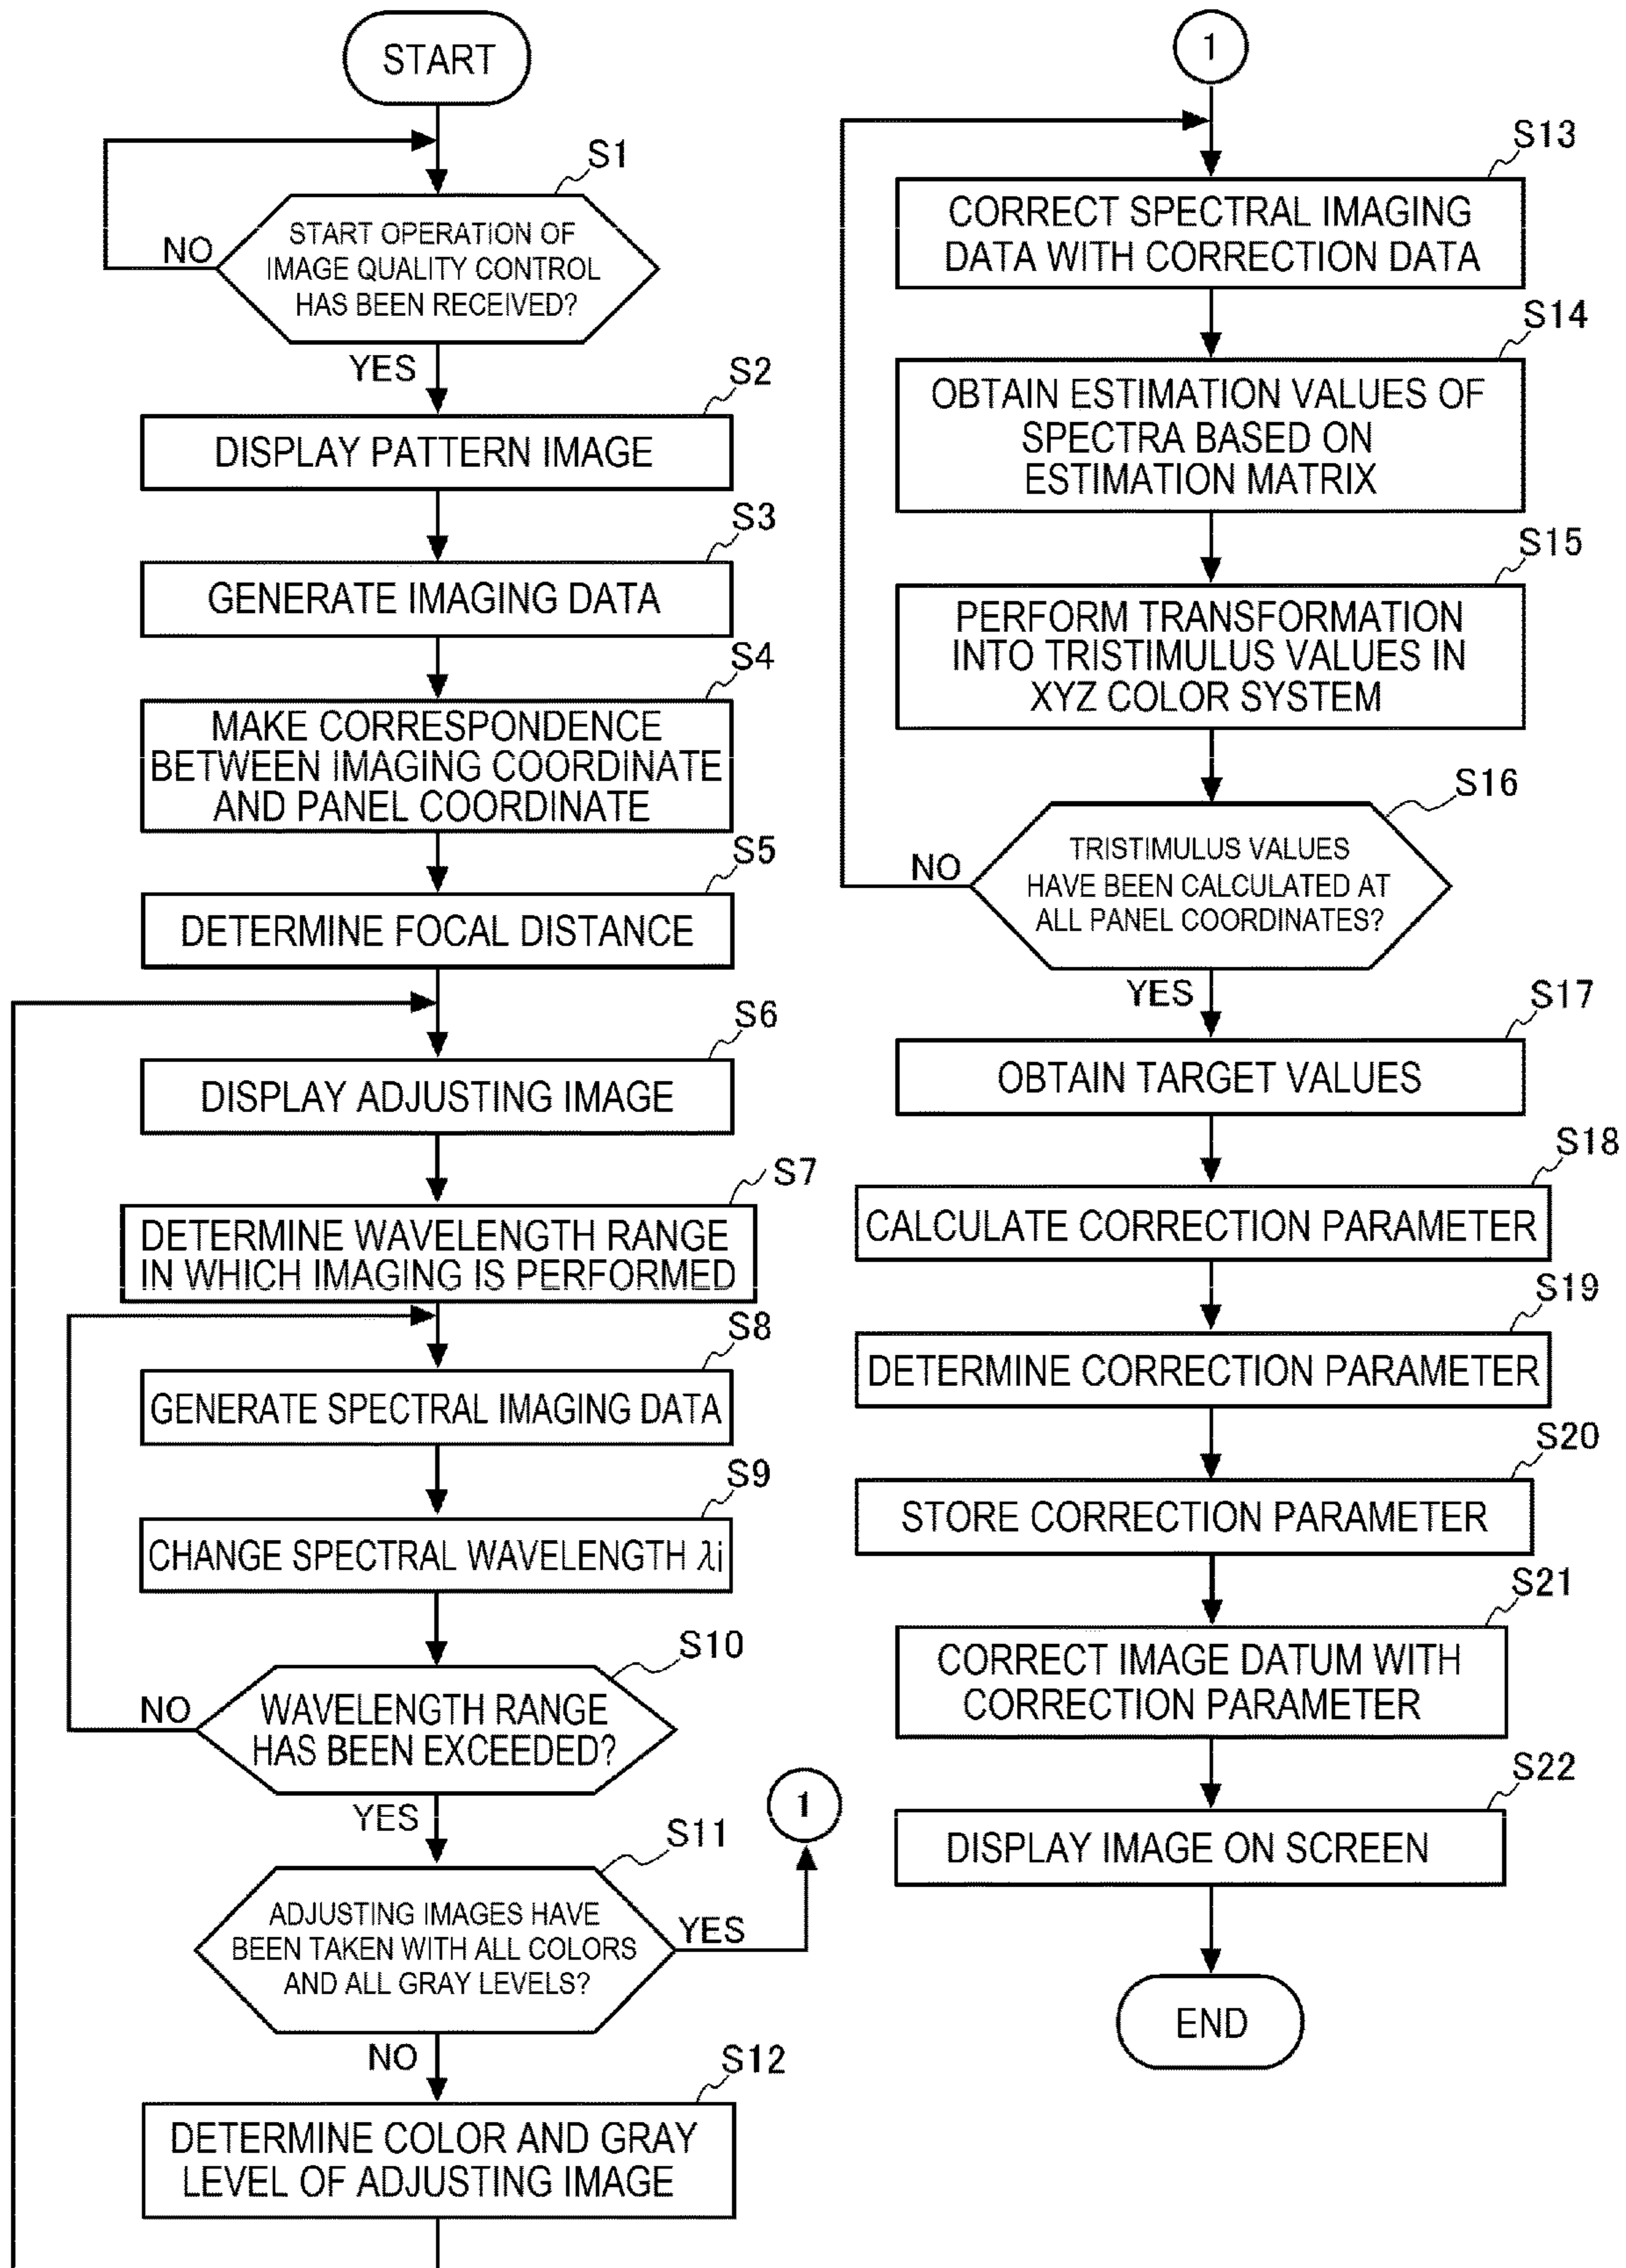 START
S1
START OPERATION OF
IMAGE QUALITY CONTROL
HAS BEEN RECEIVED?
NO
YES
S2
DISPLAY PATTERN IMAGE
S3
GENERATE IMAGING DATA
S4
MAKE CORRESPONDENCE
BETWEEN IMAGING COORDINATE
AND PANEL COORDINATE
S5
DETERMINE FOCAL DISTANCE
S6
DISPLAY ADJUSTING IMAGE
S7
DETERMINE WAVELENGTH RANGE
IN WHICH IMAGING IS PERFORMED
S8
GENERATE SPECTRAL IMAGING DATA
S9
CHANGE SPECTRAL WAVELENGTH λi
S10
WAVELENGTH RANGE
HAS BEEN EXCEEDED?
NO
YES
1
S11
ADJUSTING IMAGES HAVE
BEEN TAKEN WITH ALL COLORS
AND ALL GRAY LEVELS?
YES
NO
S12
DETERMINE COLOR AND GRAY
LEVEL OF ADJUSTING IMAGE
1
S13
CORRECT SPECTRAL IMAGING
DATA WITH CORRECTION DATA
S14
OBTAIN ESTIMATION VALUES OF
SPECTRA BASED ON
ESTIMATION MATRIX
S15
PERFORM TRANSFORMATION
INTO TRISTIMULUS VALUES IN
XYZ COLOR SYSTEM
S16
TRISTIMULUS VALUES
HAVE BEEN CALCULATED AT
ALL PANEL COORDINATES?
NO
YES
S17
OBTAIN TARGET VALUES
S18
CALCULATE CORRECTION PARAMETER
S19
DETERMINE CORRECTION PARAMETER
S20
STORE CORRECTION PARAMETER
S21
CORRECT IMAGE DATUM WITH
CORRECTION PARAMETER
S22
DISPLAY IMAGE ON SCREEN
END